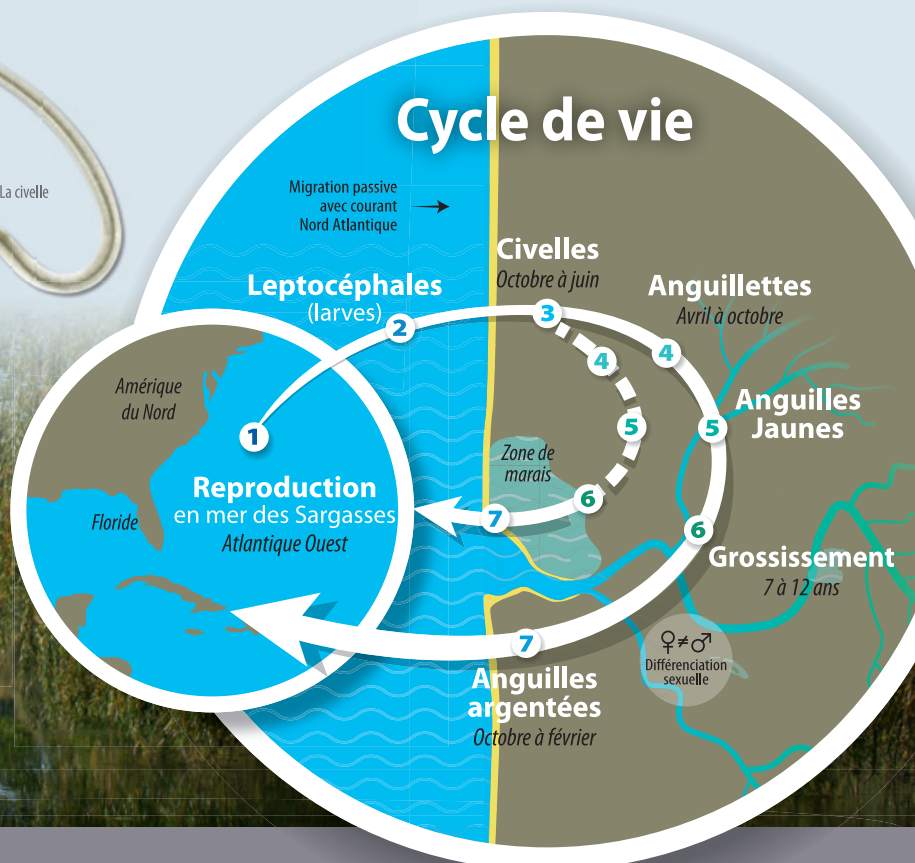 Cycle de vie
La civelle
Migration passive
avec courant
Nord Atlantique
Civelles
Octobre à juin
Leptocéphales
(larves)
Anguillettes
Avril à octobre
2
3
4
4
Amérique
du Nord
1
5
5
Anguilles
Jaunes
Zone de
marais
Reproduction
en mer des Sargasses
Atlantique Ouest
Floride
6
7
6
Grossissement
7 à 12 ans
♀≠♂
Différenciation
sexuelle
7
Anguilles
argentées
Octobre à février